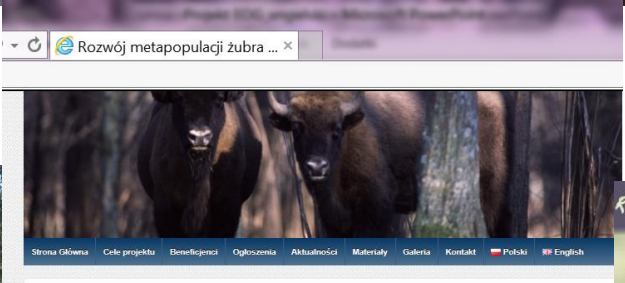 Rozwój metapopulacji żubra ...
Strona Główna Cele projektu Beneficjenci Ogłoszenia Aktualności Materiały Galeria Kontakt Polski English